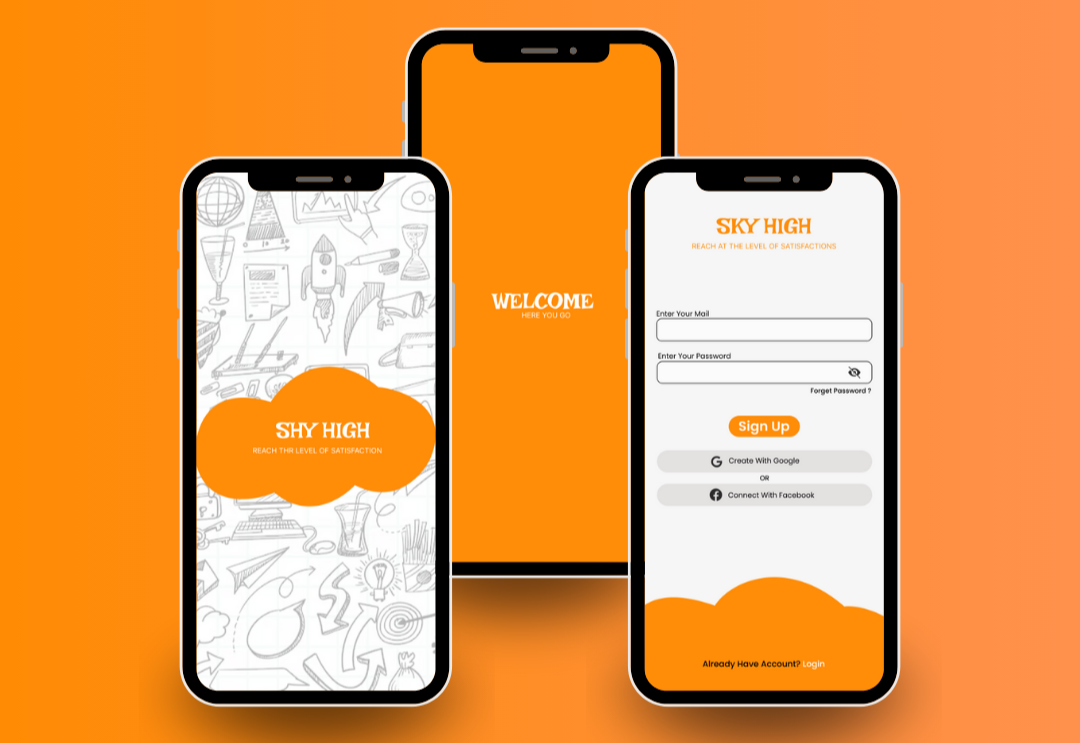 WELCOME
HERE YOU GO
SHY HIGH
REACH THR LEVEL OF SATISFACTION
SKY HIGH
REACH AT THE LEVEL OF SATISFACTIONS
Enter Your Mail
Enter Your Password
Forget Password ?
Sign Up
Create With Google
OR
Connect With Facebook
Already Have Account? Login